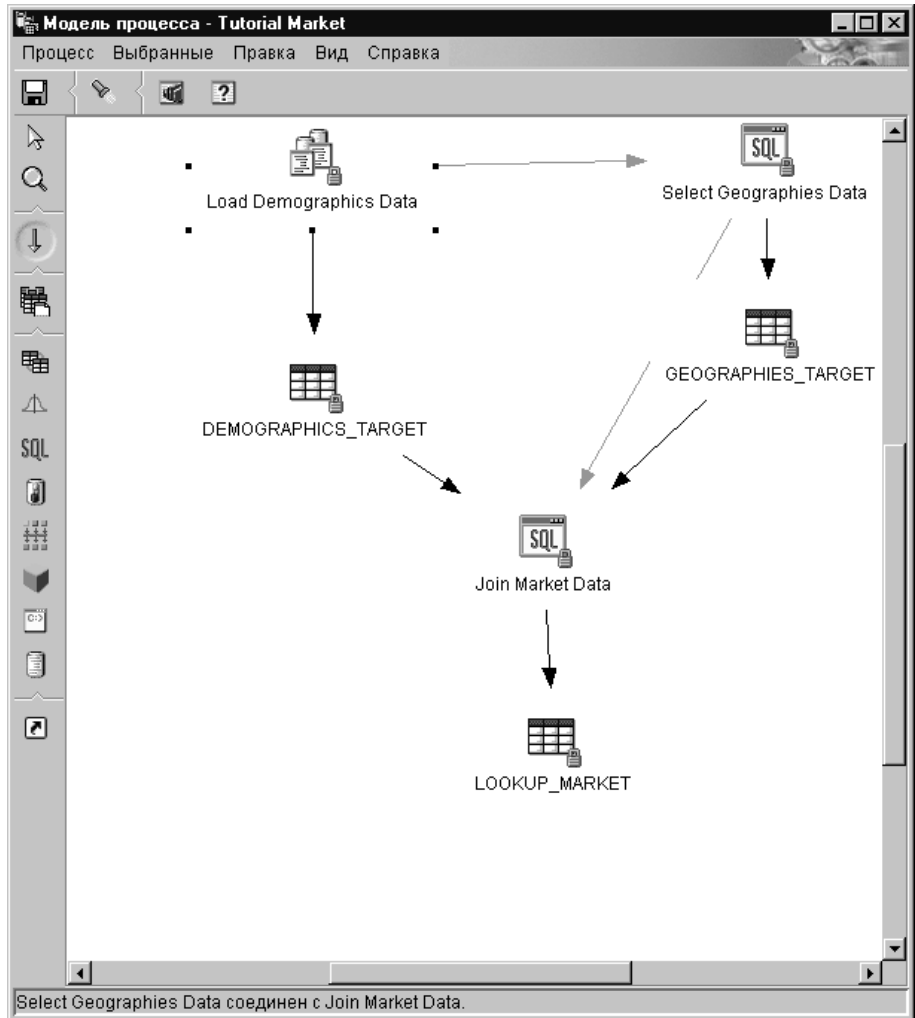 Модель процесса - Tutorial Market
Процесс Выбранные Правка Вид Справка
?
SQL
Load Demographics Data
Select Geographies Data
GEOGRAPHIES_TARGET
DEMOGRAPHICS_TARGET
SQL
SQL
Join Market Data
C:>
LOOKUP_MARKET
Select Geographies Data соединен с Join Market Data.